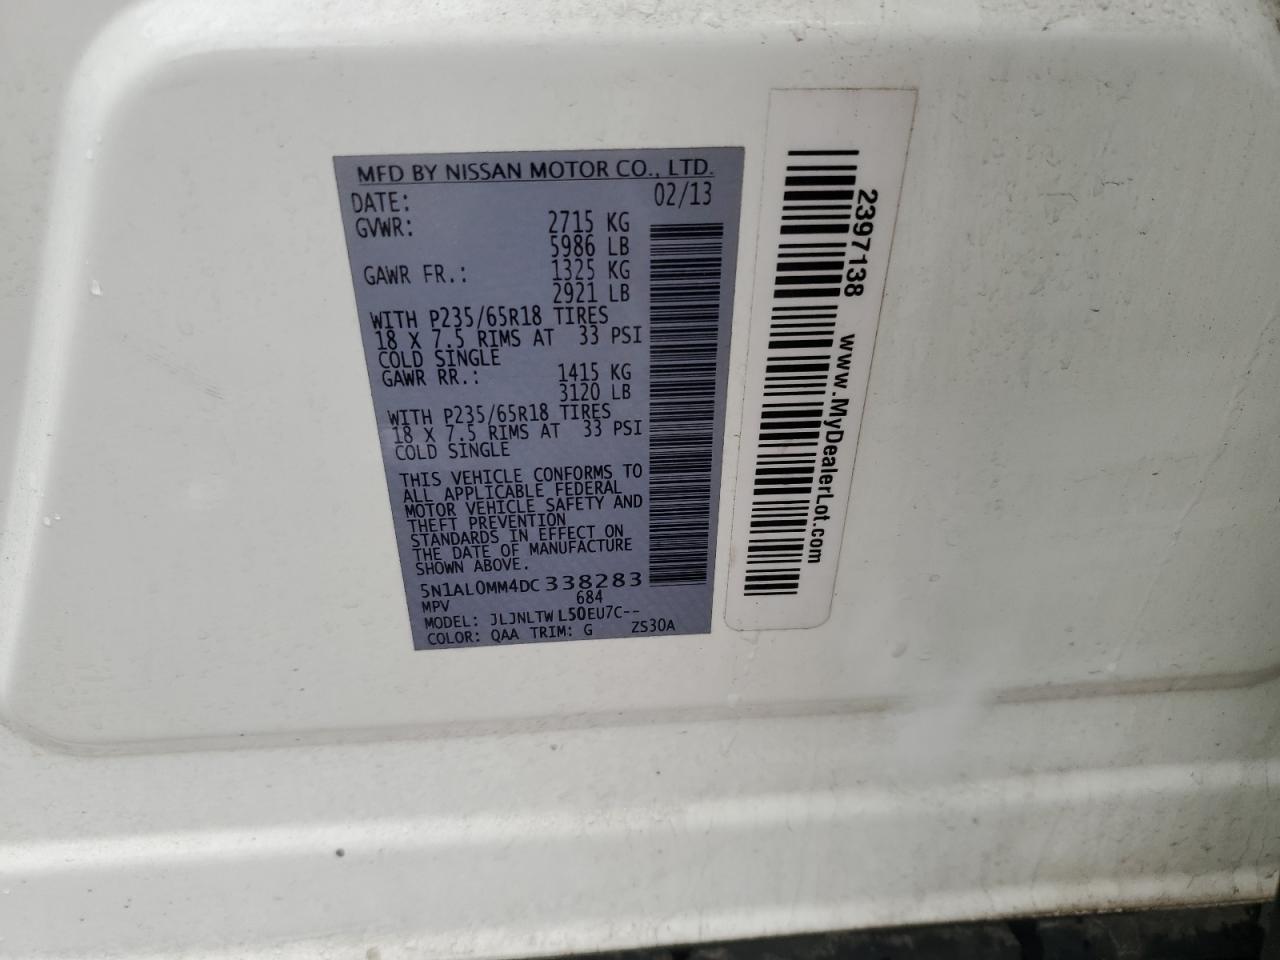 MFD BY NISSAN MOTOR CO., LTD.
DATE: 02/13
GVWR: 2715 KG
5986 LB
GAWR FR.: 1325 KG
2921 LB
WITH P235/65R18 TIRES
18 X 7.5 RIMS AT 33 PSI
COLD SINGLE
GAWR RR.: 1415 KG
3120 LB
WITH P235/65R18 TIRES
18 X 7.5 RIMS AT 33 PSI
COLD SINGLE
THIS VEHICLE CONFORMS TO
ALL APPLICABLE FEDERAL
MOTOR VEHICLE SAFETY AND
THEFT PREVENTION
STANDARDS IN EFFECT ON
THE DATE OF MANUFACTURE
SHOWN ABOVE.
5N1AL0MM4DC338283
MPV 684
MODEL: JLJNLTWL50EU7C--
COLOR: QAA TRIM: G ZS30A
2397138 www.MyDealerLot.com